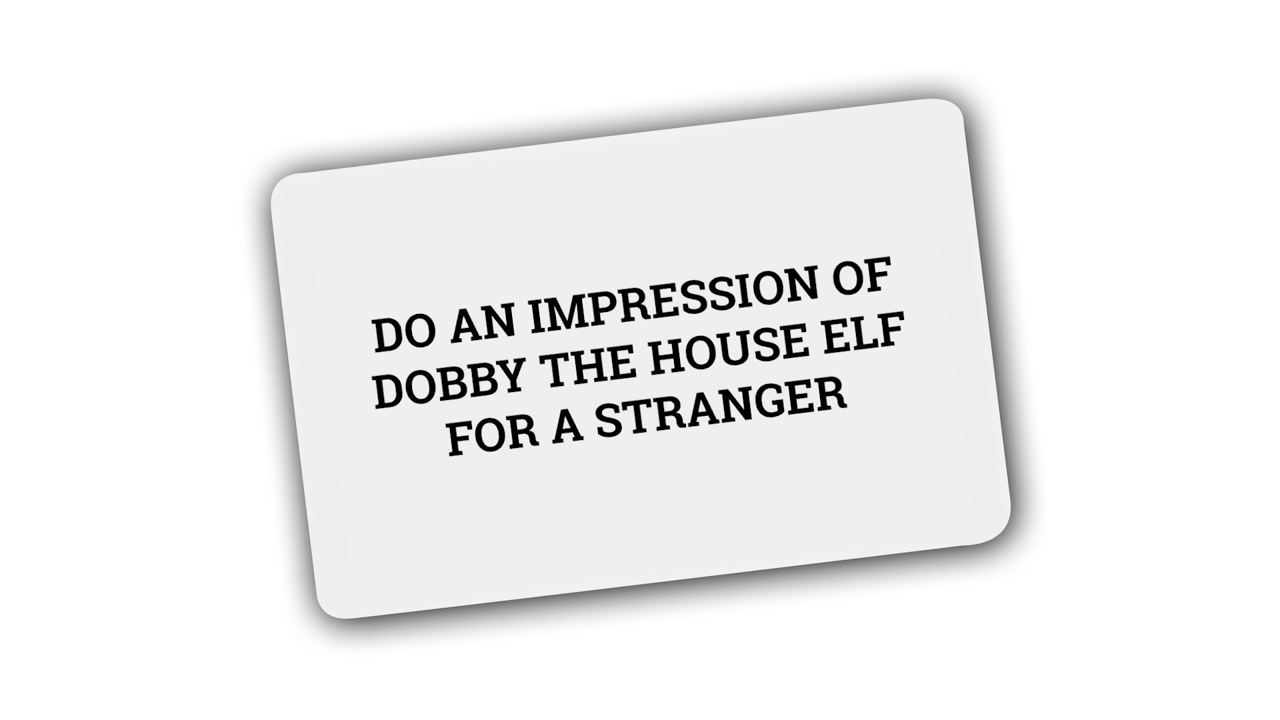 DO AN IMPRESSION OF
DOBBY THE HOUSE ELF
FOR A STRANGER